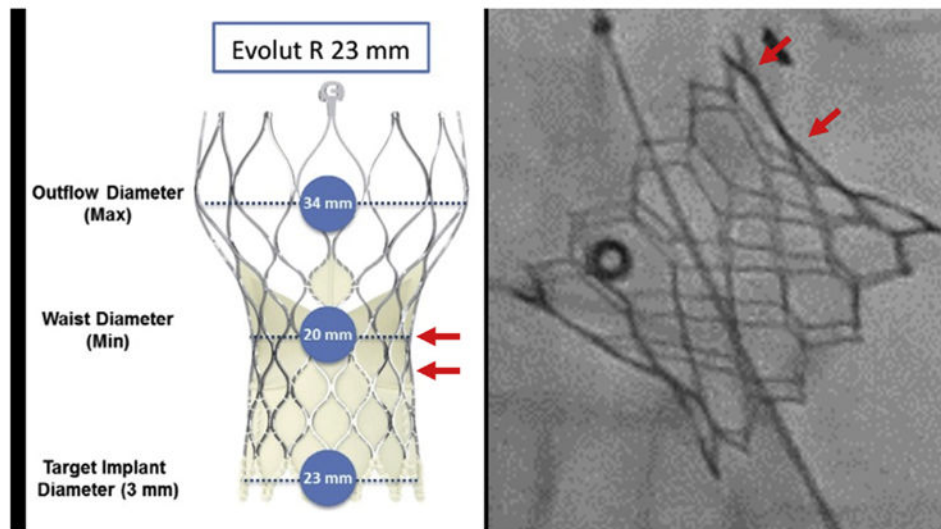 Evolut R 23 mm
Outflow Diameter
(Max)
34 mm
Waist Diameter
(Min)
20 mm
Target Implant
Diameter (3 mm)
23 mm